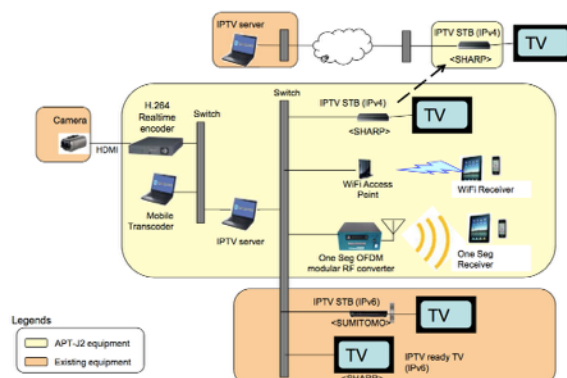 IPTV server
IPTV STB (IPv4)
TV
<SHARP>
Switch
H.264
Realtime
encoder
Switch
IPTV STB (IPv4)
TV
<SHARP>
Camera
HDMI
WiFi Access
Point
WiFi Receiver
Mobile
Transcoder
IPTV server
One Seg OFDM
modular RF converter
One Seg
Receiver
IPTV STB (IPv6)
TV
<SUMITOMO>
Legends
APT-J2 equipment
Existing equipment
TV
IPTV ready TV
(IPv6)
<SHARP>